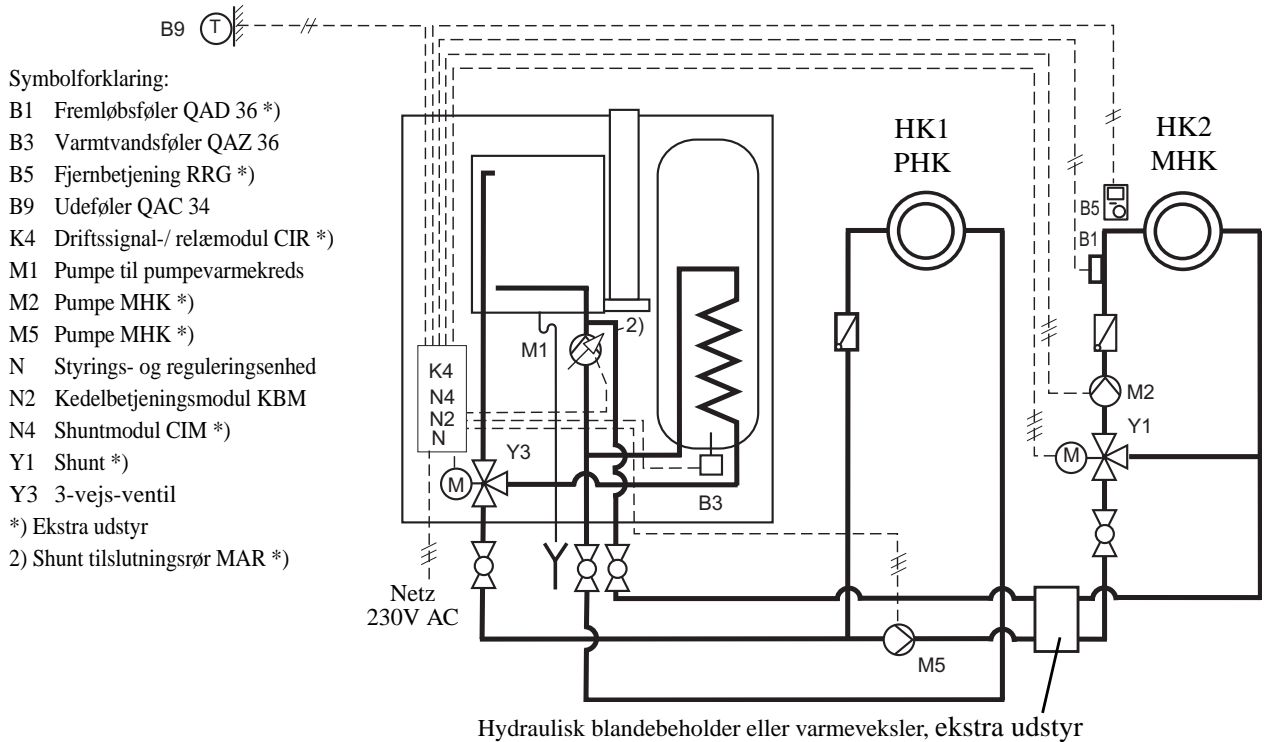 B9 T
Symbolforklaring:
B1 Fremløbsføler QAD 36 *)
B3 Varmtvandsføler QAZ 36
B5 Fjernbetjening RRG *)
B9 Udeføler QAC 34
K4 Driftssignal-/ relæmodul CIR *)
M1 Pumpe til pumpevarmekreds
M2 Pumpe MHK *)
M5 Pumpe MHK *)
N Styrings- og reguleringsenhed
N2 Kedelbetjeningsmodul KBM
N4 Shuntmodul CIM *)
Y1 Shunt *)
Y3 3-vejs-ventil
*) Ekstra udstyr
2) Shunt tilslutningsrør MAR *)
HK1
PHK
HK2
MHK
B5
B1
M1
2)
K4
N4
N2
N
M
Y3
B3
M2
Y1
M
Netz
230V AC
M5
Hydraulisk blandebeholder eller varmeveksler, ekstra udstyr